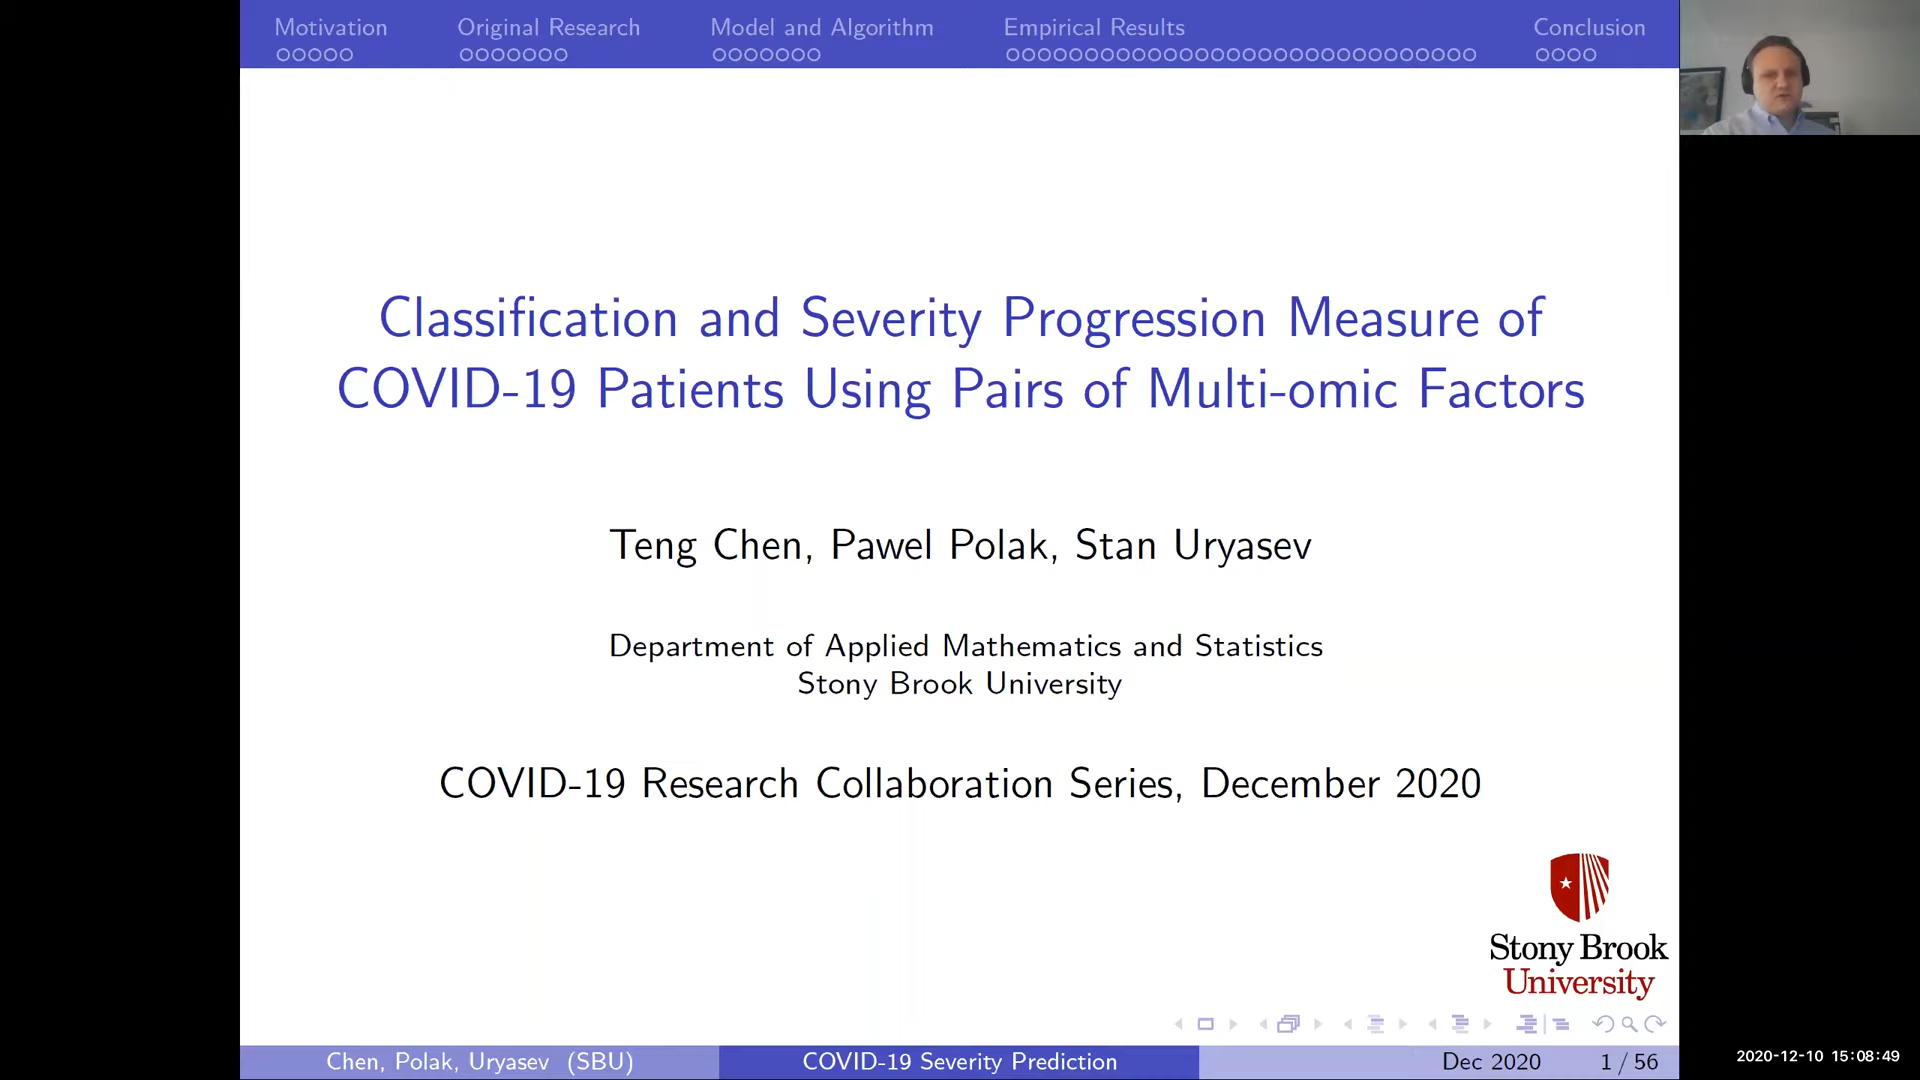 Motivation
Original Research
Model and Algorithm
Empirical Results
Conclusion
Classification and Severity Progression Measure of
COVID-19 Patients Using Pairs of Multi-omic Factors
Teng Chen, Pawel Polak, Stan Uryasev
Department of Applied Mathematics and Statistics
Stony Brook University
COVID-19 Research Collaboration Series, December 2020
Stony Brook
University
Chen, Polak, Uryasev (SBU)
COVID-19 Severity Prediction
Dec 2020
1 / 56
2020-12-10 15:08:49